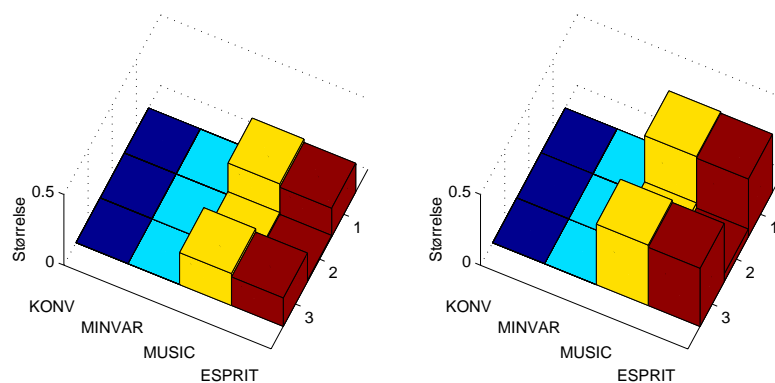 0.5
0
Størrelse
KONV
MINVAR
MUSIC
ESPRIT
1
2
3
0.5
0
Størrelse
KONV
MINVAR
MUSIC
ESPRIT
1
2
3